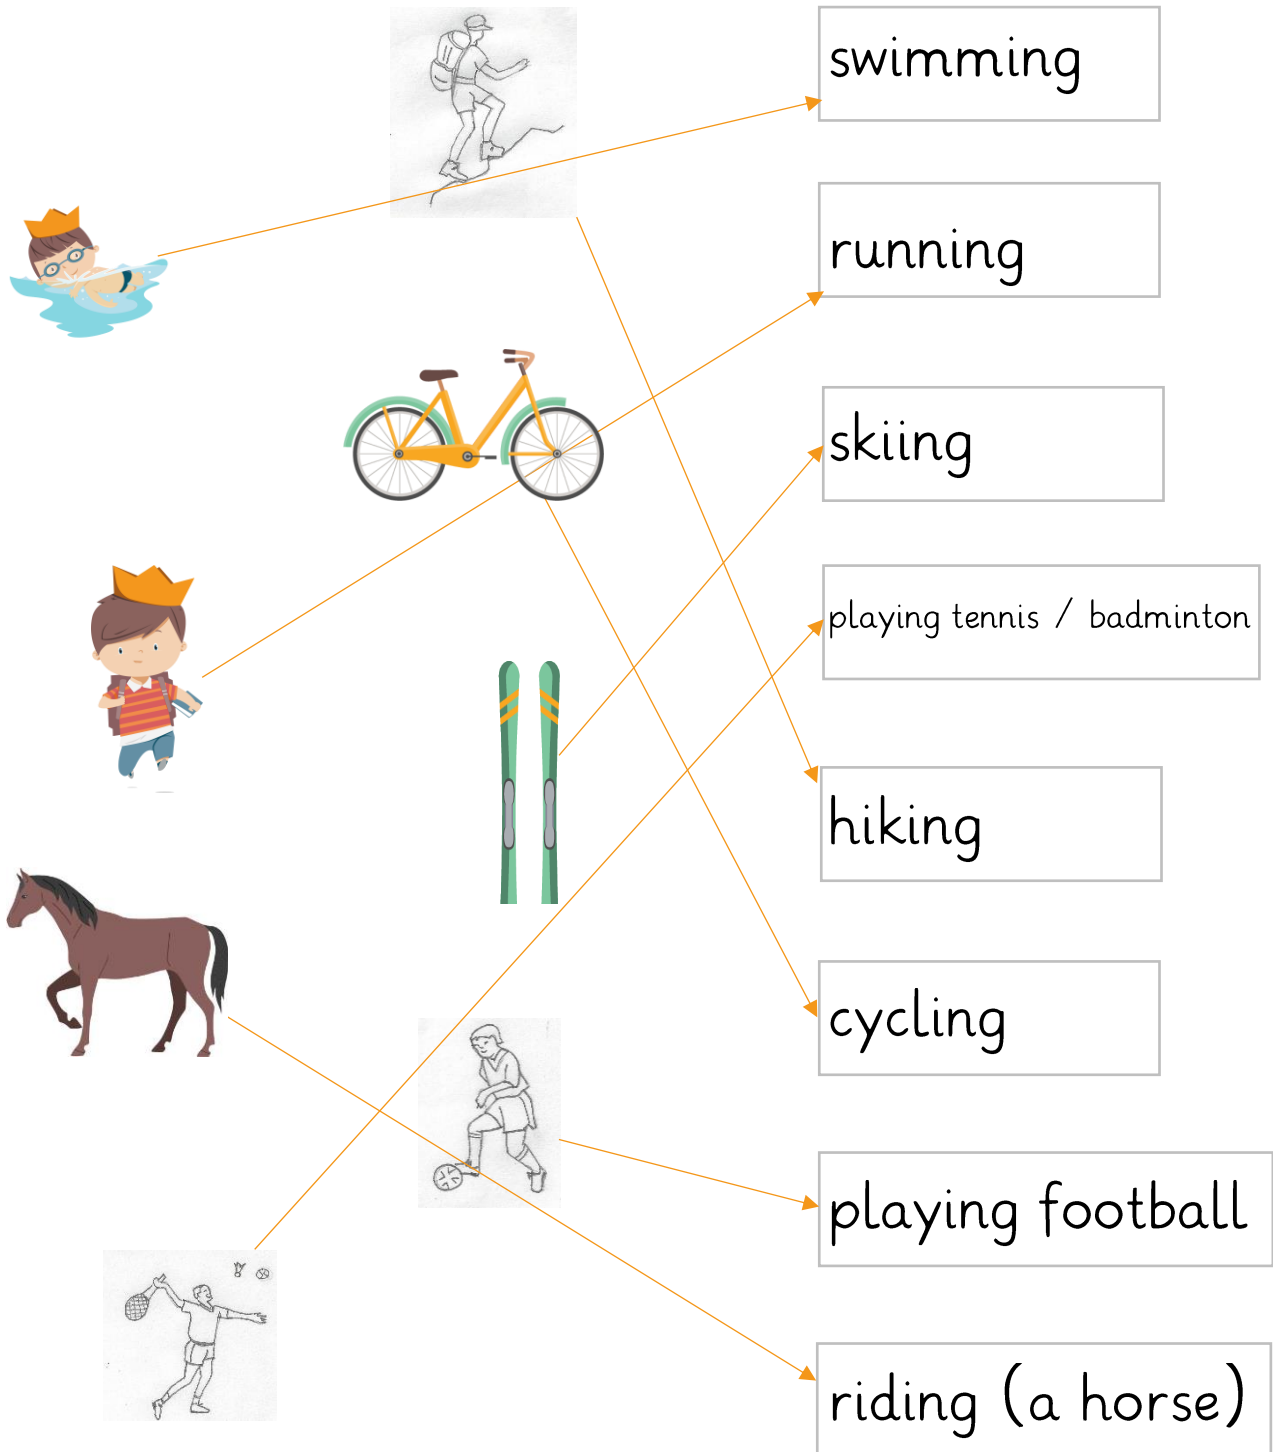 swimming
running
skiing
playing tennis / badminton
hiking
cycling
playing football
riding (a horse)